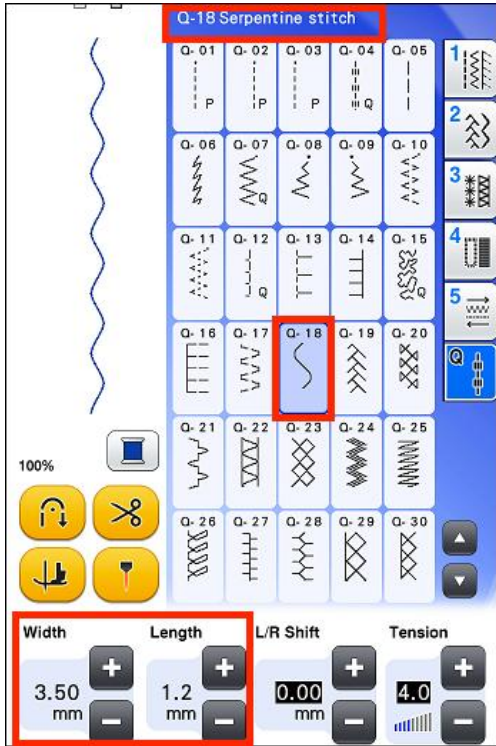 Q-18 Serpentine stitch
Q-01 Q-02 Q-03 Q-04 Q-05
P P P Q
1
Q-06 Q-07 Q-08 Q-09 Q-10
Q
2
3
Q-11 Q-12 Q-13 Q-14 Q-15
Q Q
4
5
Q-16 Q-17 Q-18 Q-19 Q-20
Q
Q-21 Q-22 Q-23 Q-24 Q-25
100%
Q-26 Q-27 Q-28 Q-29 Q-30
Width Length L/R Shift Tension
3.50 1.2 0.00 4.0
mm mm mm